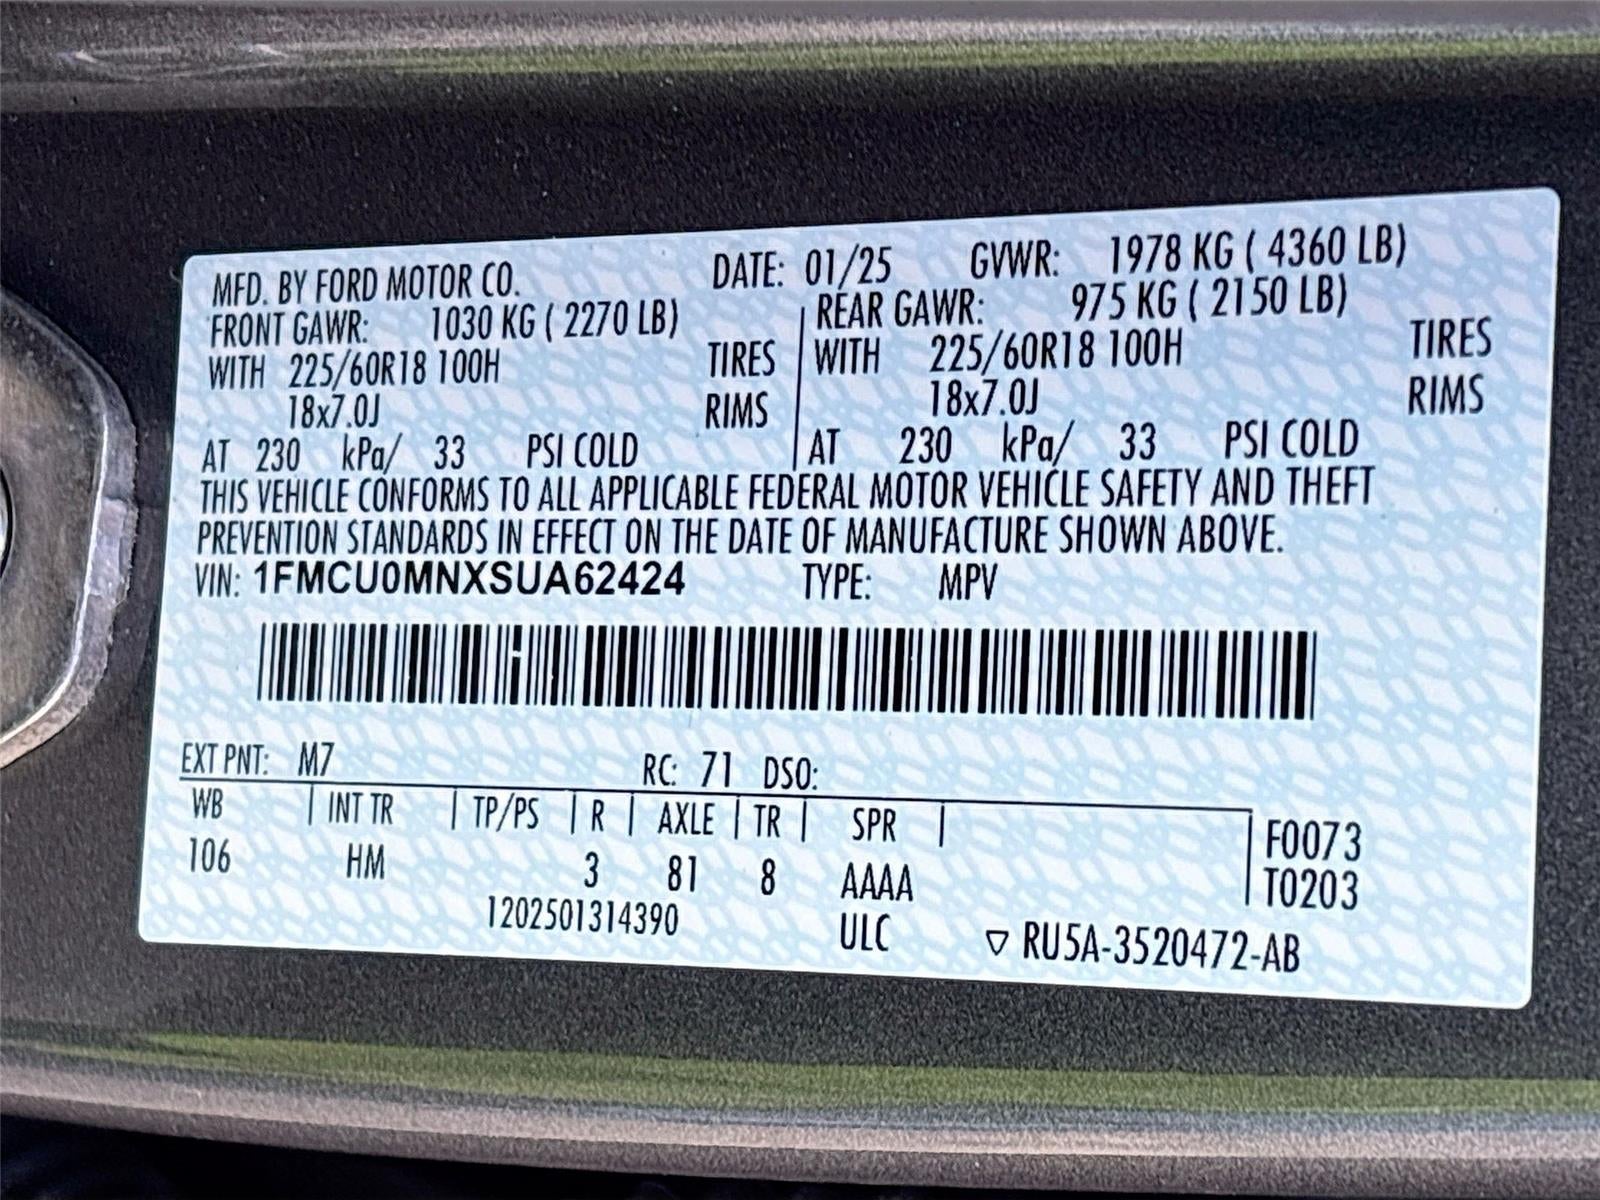 MFD. BY FORD MOTOR CO. DATE: 01/25 GVWR: 1978 KG ( 4360 LB)
FRONT GAWR: 1030 KG ( 2270 LB) REAR GAWR: 975 KG ( 2150 LB)
WITH 225/60R18 100H TIRES WITH 225/60R18 100H TIRES
18x7.0J RIMS 18x7.0J RIMS
AT 230 kPa/ 33 PSI COLD AT 230 kPa/ 33 PSI COLD
THIS VEHICLE CONFORMS TO ALL APPLICABLE FEDERAL MOTOR VEHICLE SAFETY AND THEFT
PREVENTION STANDARDS IN EFFECT ON THE DATE OF MANUFACTURE SHOWN ABOVE.
VIN: 1FMCU0MNXSUA62424 TYPE: MPV
EXT PNT: M7 RC: 71 DSO:
WB INT TR TP/PS R AXLE TR SPR F0073
106 HM 3 81 8 AAAA T0203
1202501314390 ULC ▽ RU5A-3520472-AB